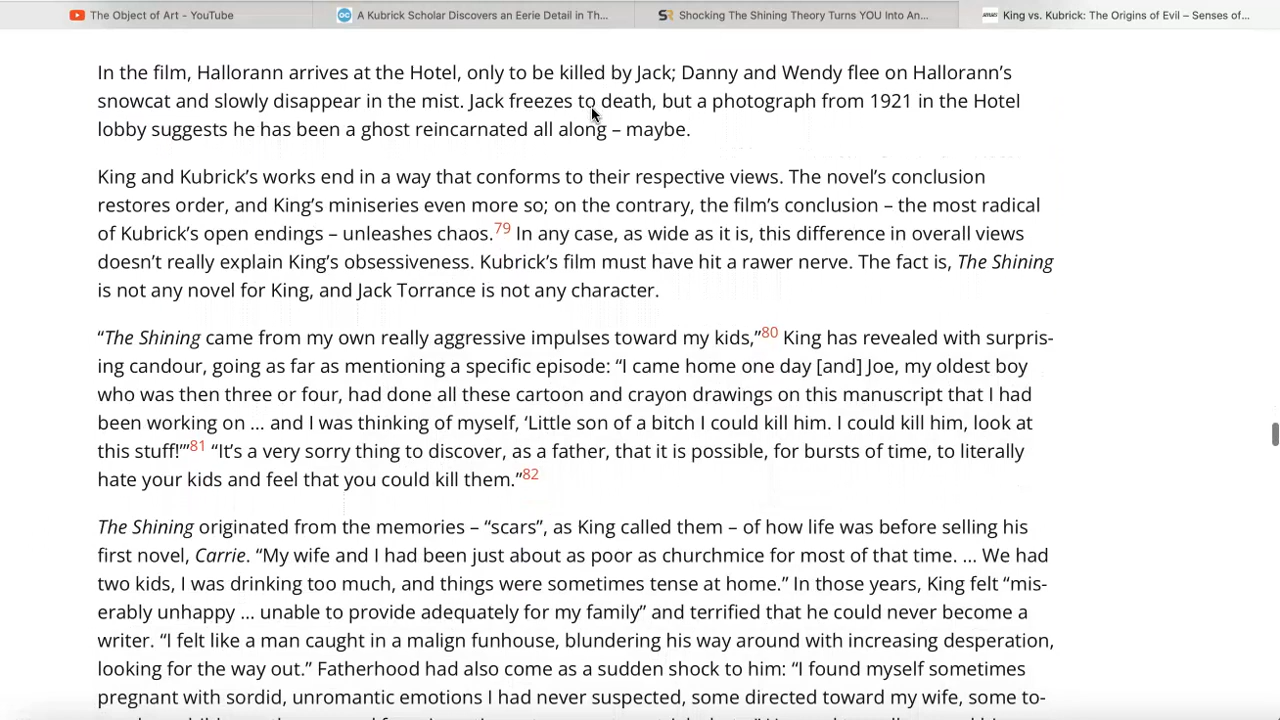 The Object of Art - YouTube
A Kubrick Scholar Discovers an Eerie Detail in Th...
Shocking The Shining Theory Turns YOU Into An...
King vs. Kubrick: The Origins of Evil – Senses of...
In the film, Hallorann arrives at the Hotel, only to be killed by Jack; Danny and Wendy flee on Hallorann’s
snowcat and slowly disappear in the mist. Jack freezes to death, but a photograph from 1921 in the Hotel
lobby suggests he has been a ghost reincarnated all along – maybe.
King and Kubrick’s works end in a way that conforms to their respective views. The novel’s conclusion
restores order, and King’s miniseries even more so; on the contrary, the film’s conclusion – the most radical
of Kubrick’s open endings – unleashes chaos.79 In any case, as wide as it is, this difference in overall views
doesn’t really explain King’s obsessiveness. Kubrick’s film must have hit a rawer nerve. The fact is, The Shining
is not any novel for King, and Jack Torrance is not any character.
“The Shining came from my own really aggressive impulses toward my kids,”80 King has revealed with surpris-
ing candour, going as far as mentioning a specific episode: “I came home one day [and] Joe, my oldest boy
who was then three or four, had done all these cartoon and crayon drawings on this manuscript that I had
been working on … and I was thinking of myself, ‘Little son of a bitch I could kill him. I could kill him, look at
this stuff!’”81 “It’s a very sorry thing to discover, as a father, that it is possible, for bursts of time, to literally
hate your kids and feel that you could kill them.”82
The Shining originated from the memories – “scars”, as King called them – of how life was before selling his
first novel, Carrie. “My wife and I had been just about as poor as churchmice for most of that time. … We had
two kids, I was drinking too much, and things were sometimes tense at home.” In those years, King felt “mis-
erably unhappy … unable to provide adequately for my family” and terrified that he could never become a
writer. “I felt like a man caught in a malign funhouse, blundering his way around with increasing desperation,
looking for the way out.” Fatherhood had also come as a sudden shock to him: “I found myself sometimes
pregnant with sordid, unromantic emotions I had never suspected, some directed toward my wife, some to-